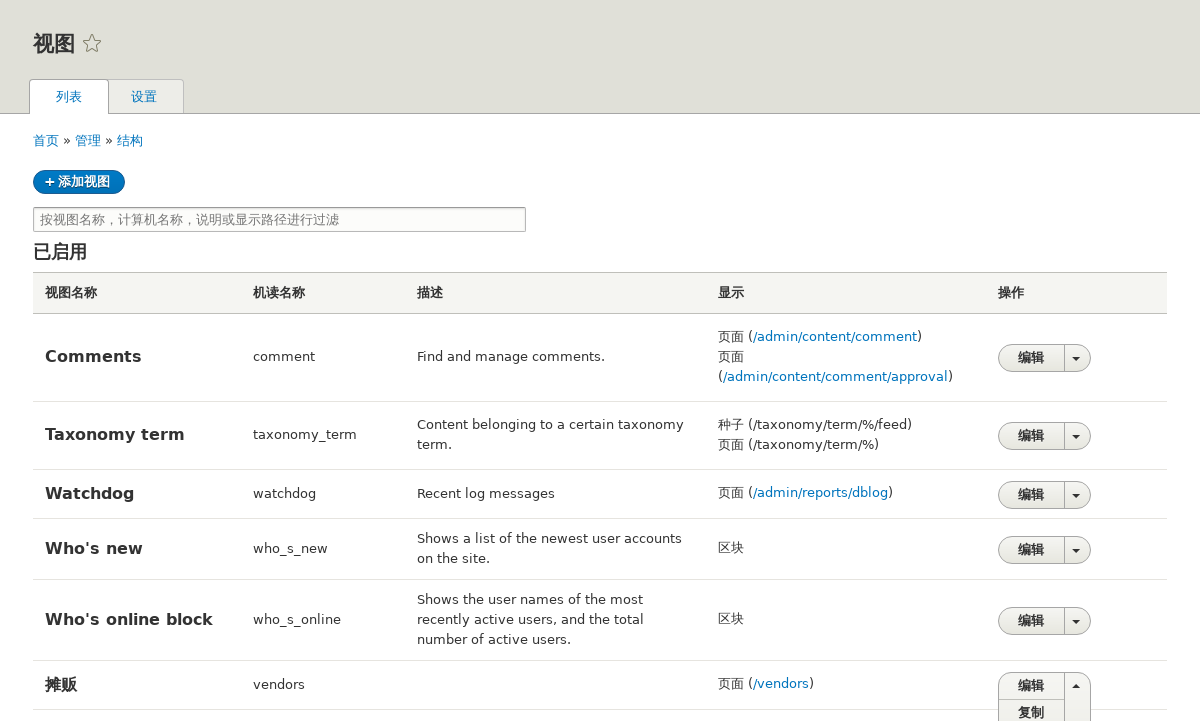 视图
列表 设置
首页 » 管理 » 结构
+ 添加视图
按视图名称，计算机名称，说明或显示路径进行过滤
已启用
视图名称 机读名称 描述 显示 操作
Comments comment Find and manage comments. 页面 (/admin/content/comment)
页面
(/admin/content/comment/approval) 编辑
Taxonomy term taxonomy_term Content belonging to a certain taxonomy
term. 种子 (/taxonomy/term/%/feed)
页面 (/taxonomy/term/%) 编辑
Watchdog watchdog Recent log messages 页面 (/admin/reports/dblog) 编辑
Who's new who_s_new Shows a list of the newest user accounts
on the site. 区块 编辑
Who's online block who_s_online Shows the user names of the most
recently active users, and the total
number of active users. 区块 编辑
摊贩 vendors 页面 (/vendors) 编辑
复制